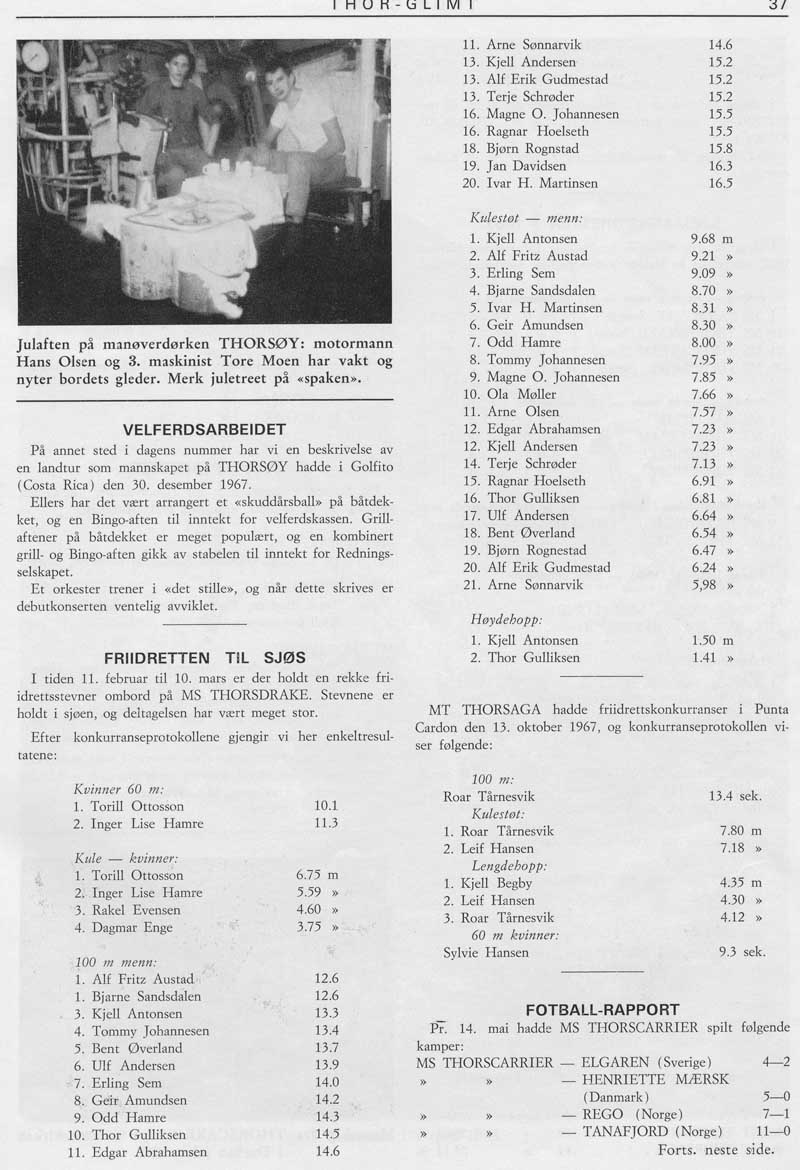 THOR-GLIMT 37
Julaften på manøverdørken THORSØY: motormann
Hans Olsen og 3. maskinist Tore Moen har vakt og
nyter bordets gleder. Merk juletreet på «spaken».
VELFERDSARBEIDET
På annet sted i dagens nummer har vi en beskrivelse av
en landtur som mannskapet på THORSØY hadde i Golfito
(Costa Rica) den 30. desember 1967.
Ellers har det vært arrangert et «skuddårsball» på båtdek-
ket, og en Bingo-aften til inntekt for velferdskassen. Grill-
aftener på båtdekket er meget populært, og en kombinert
grill- og Bingo-aften gikk av stabelen til inntekt for Rednings-
selskapet.
Et orkester trener i «det stille», og når dette skrives er
debutkonserten ventelig avviklet.
FRIIDRETTEN TIL SJØS
I tiden 11. februar til 10. mars er der holdt en rekke fri-
idrettsstevner ombord på MS THORSDRAKE. Stevnene er
holdt i sjøen, og deltagelsen har vært meget stor.
Efter konkurranseprotokollene gjengir vi her enkeltresul-
tatene:
Kvinner 60 m:
1. Torill Ottosson 10.1
2. Inger Lise Hamre 11.3
Kule — kvinner:
1. Torill Ottosson 6.75 m
2. Inger Lise Hamre 5.59 »
3. Rakel Evensen 4.60 »
4. Dagmar Enge 3.75 »
100 m menn:
1. Alf Fritz Austad 12.6
1. Bjarne Sandsdalen 12.6
3. Kjell Antonsen 13.3
4. Tommy Johannesen 13.4
5. Bent Øverland 13.7
6. Ulf Andersen 13.9
7. Erling Sem 14.0
8. Geir Amundsen 14.2
9. Odd Hamre 14.3
10. Thor Gulliksen 14.5
11. Edgar Abrahamsen 14.6
11. Arne Sønnarvik 14.6
13. Kjell Andersen 15.2
13. Alf Erik Gudmestad 15.2
13. Terje Schrøder 15.2
16. Magne O. Johannesen 15.5
16. Ragnar Hoelseth 15.5
18. Bjørn Rognstad 15.8
19. Jan Davidsen 16.3
20. Ivar H. Martinsen 16.5
Kulestøt — menn:
1. Kjell Antonsen 9.68 m
2. Alf Fritz Austad 9.21 »
3. Erling Sem 9.09 »
4. Bjarne Sandsdalen 8.70 »
5. Ivar H. Martinsen 8.31 »
6. Geir Amundsen 8.30 »
7. Odd Hamre 8.00 »
8. Tommy Johannesen 7.95 »
9. Magne O. Johannesen 7.85 »
10. Ola Møller 7.66 »
11. Arne Olsen 7.57 »
12. Edgar Abrahamsen 7.23 »
12. Kjell Andersen 7.23 »
14. Terje Schrøder 7.13 »
15. Ragnar Hoelseth 6.91 »
16. Thor Gulliksen 6.81 »
17. Ulf Andersen 6.64 »
18. Bent Øverland 6.54 »
19. Bjørn Rognestad 6.47 »
20. Alf Erik Gudmestad 6.24 »
21. Arne Sønnarvik 5,98 »
Høydehopp:
1. Kjell Antonsen 1.50 m
2. Thor Gulliksen 1.41 »
MT THORSAGA hadde friidrettskonkurranser i Punta
Cardon den 13. oktober 1967, og konkurranseprotokollen vi-
ser følgende:
100 m:
Roar Tårnesvik 13.4 sek.
Kulestøt:
1. Roar Tårnesvik 7.80 m
2. Leif Hansen 7.18 »
Lengdehopp:
1. Kjell Begby 4.35 m
2. Leif Hansen 4.30 »
3. Roar Tårnesvik 4.12 »
60 m kvinner:
Sylvie Hansen 9.3 sek.
FOTBALL-RAPPORT
Pr. 14. mai hadde MS THORSCARRIER spilt følgende
kamper:
MS THORSCARRIER — ELGAREN (Sverige) 4—2
» » — HENRIETTE MÆRSK
(Danmark) 5—0
» » — REGO (Norge) 7—1
» » — TANAFJORD (Norge) 11—0
Forts. neste side.